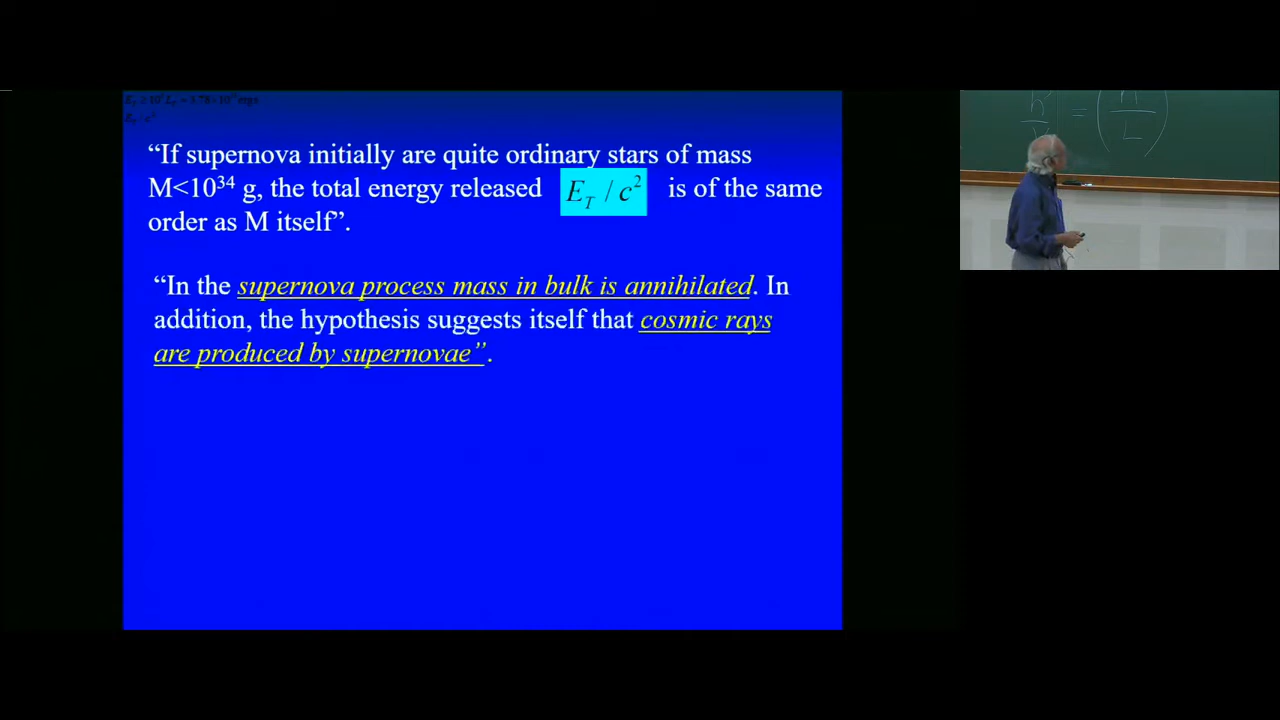 “If supernova initially are quite ordinary stars of mass
M<10³⁴ g, the total energy released E_T / c² is of the same
order as M itself”.
“In the supernova process mass in bulk is annihilated. In
addition, the hypothesis suggests itself that cosmic rays
are produced by supernovae”.